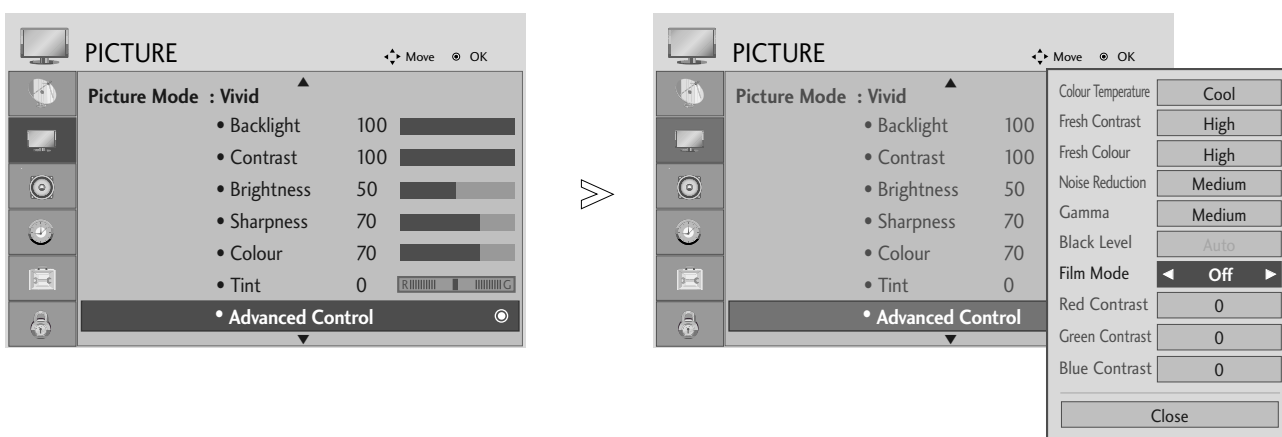 PICTURE
Move OK
Picture Mode : Vivid
• Backlight 100
• Contrast 100
• Brightness 50
• Sharpness 70
• Colour 70
• Tint 0 R G
• Advanced Control
PICTURE
Move OK
Picture Mode : Vivid
• Backlight 100
• Contrast 100
• Brightness 50
• Sharpness 70
• Colour 70
• Tint 0
• Advanced Control
Colour Temperature Cool
Fresh Contrast High
Fresh Colour High
Noise Reduction Medium
Gamma Medium
Black Level Auto
Film Mode ◄ Off ►
Red Contrast 0
Green Contrast 0
Blue Contrast 0
Close